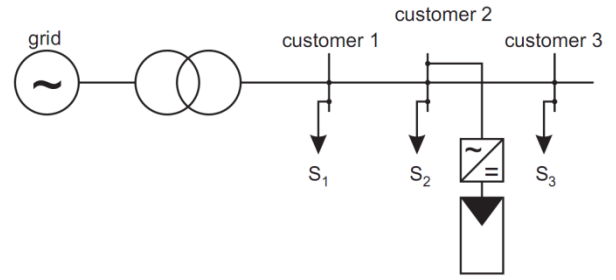 customer 2
grid
customer 1
customer 3
~
~
=
S1
S2
S3